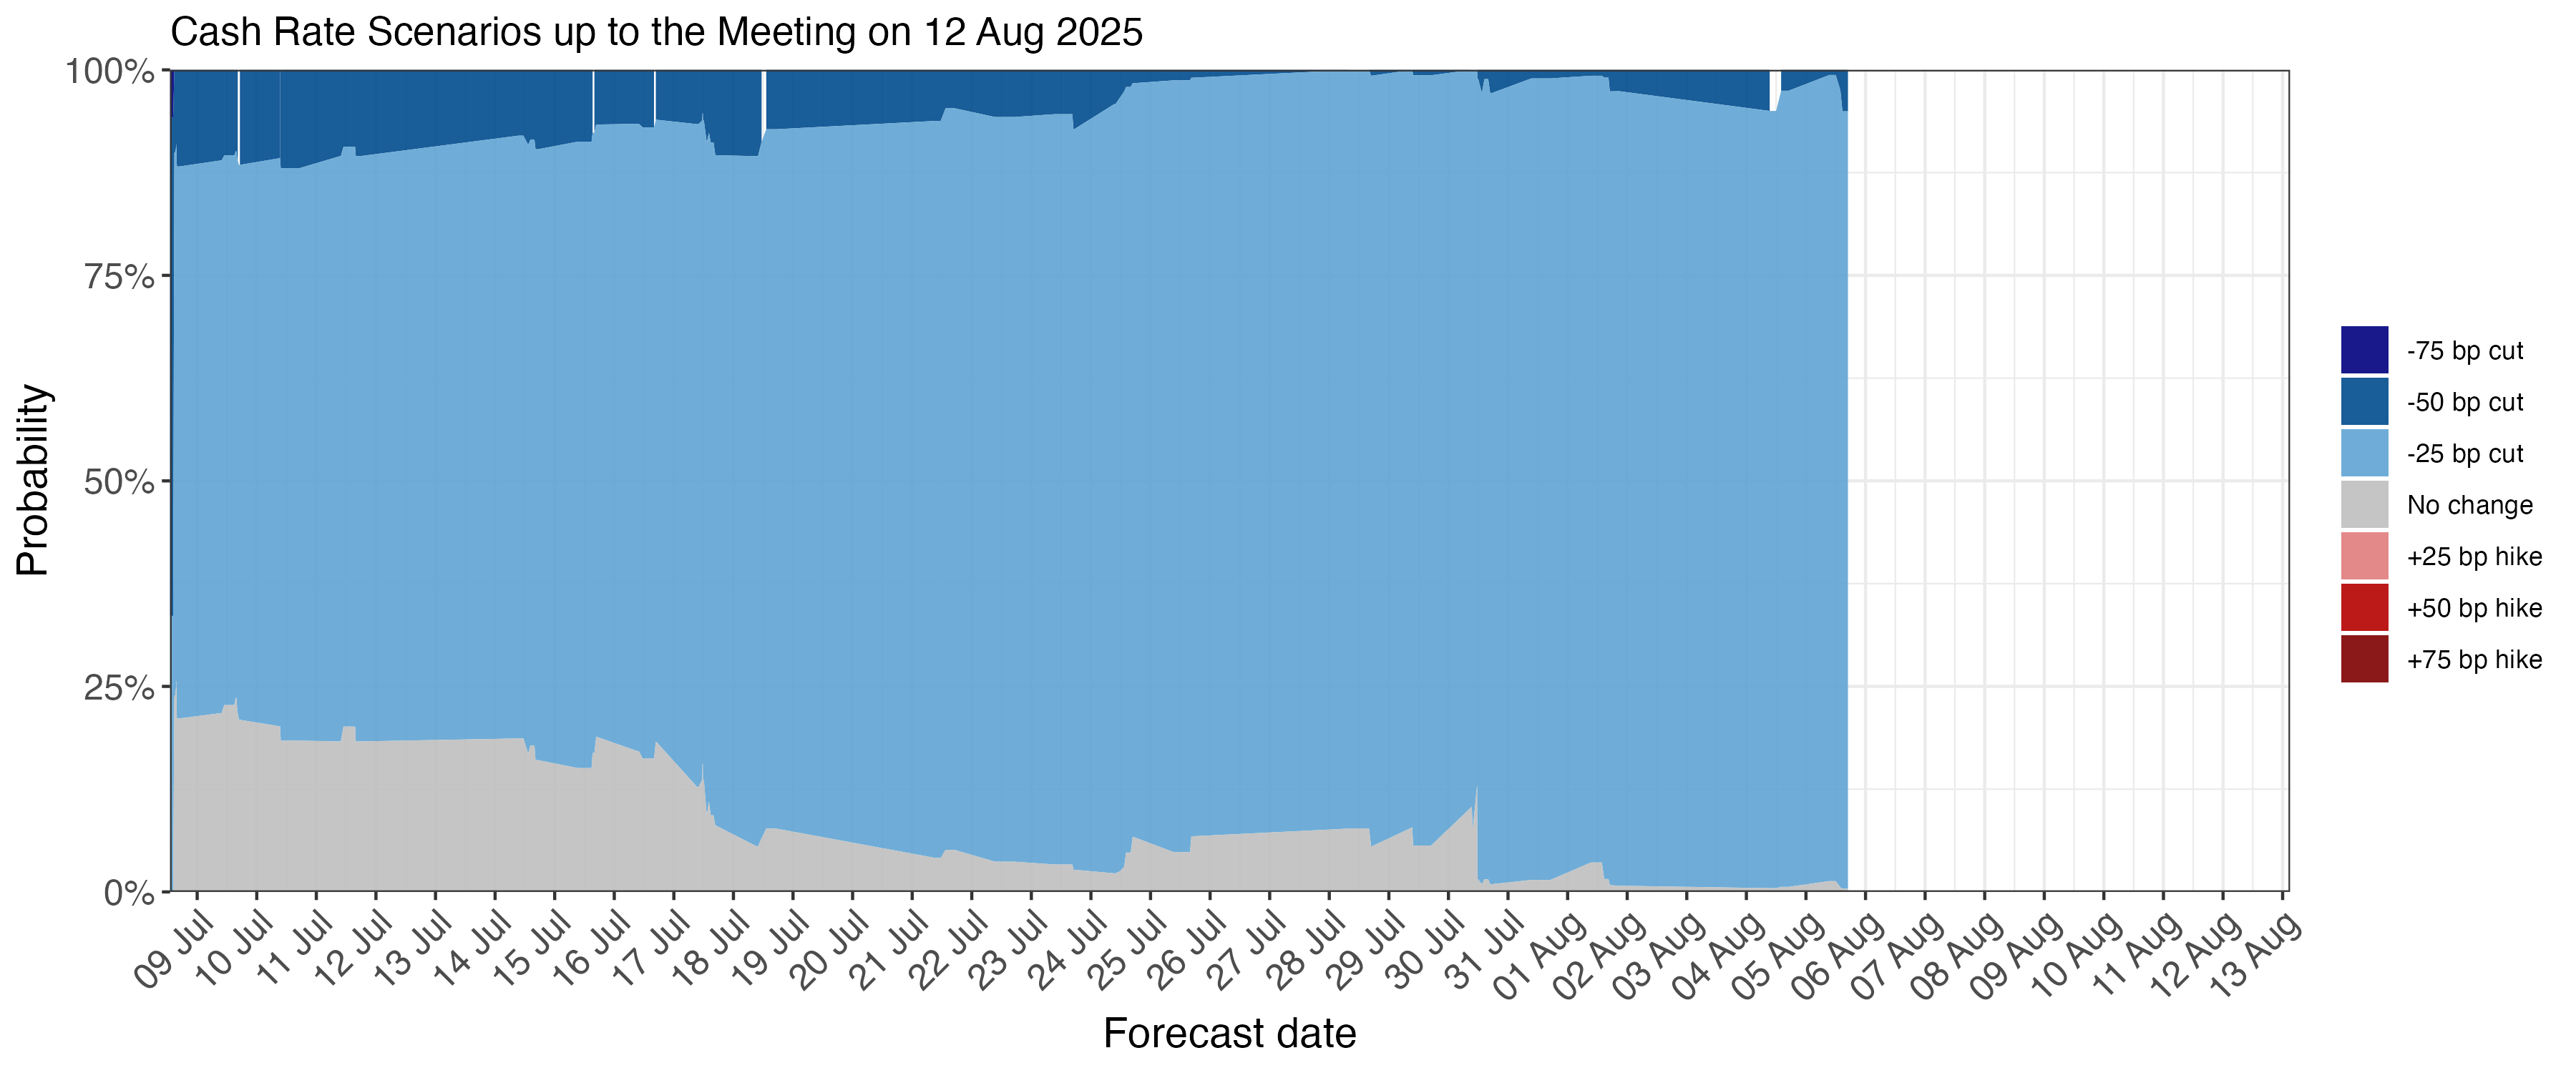 Cash Rate Scenarios up to the Meeting on 12 Aug 2025
100%
75%
50%
25%
0%
Probability
09 Jul
10 Jul
11 Jul
12 Jul
13 Jul
14 Jul
15 Jul
16 Jul
17 Jul
18 Jul
19 Jul
20 Jul
21 Jul
22 Jul
23 Jul
24 Jul
25 Jul
26 Jul
27 Jul
28 Jul
29 Jul
30 Jul
31 Jul
01 Aug
02 Aug
03 Aug
04 Aug
05 Aug
06 Aug
07 Aug
08 Aug
09 Aug
10 Aug
11 Aug
12 Aug
13 Aug
Forecast date
-75 bp cut
-50 bp cut
-25 bp cut
No change
+25 bp hike
+50 bp hike
+75 bp hike